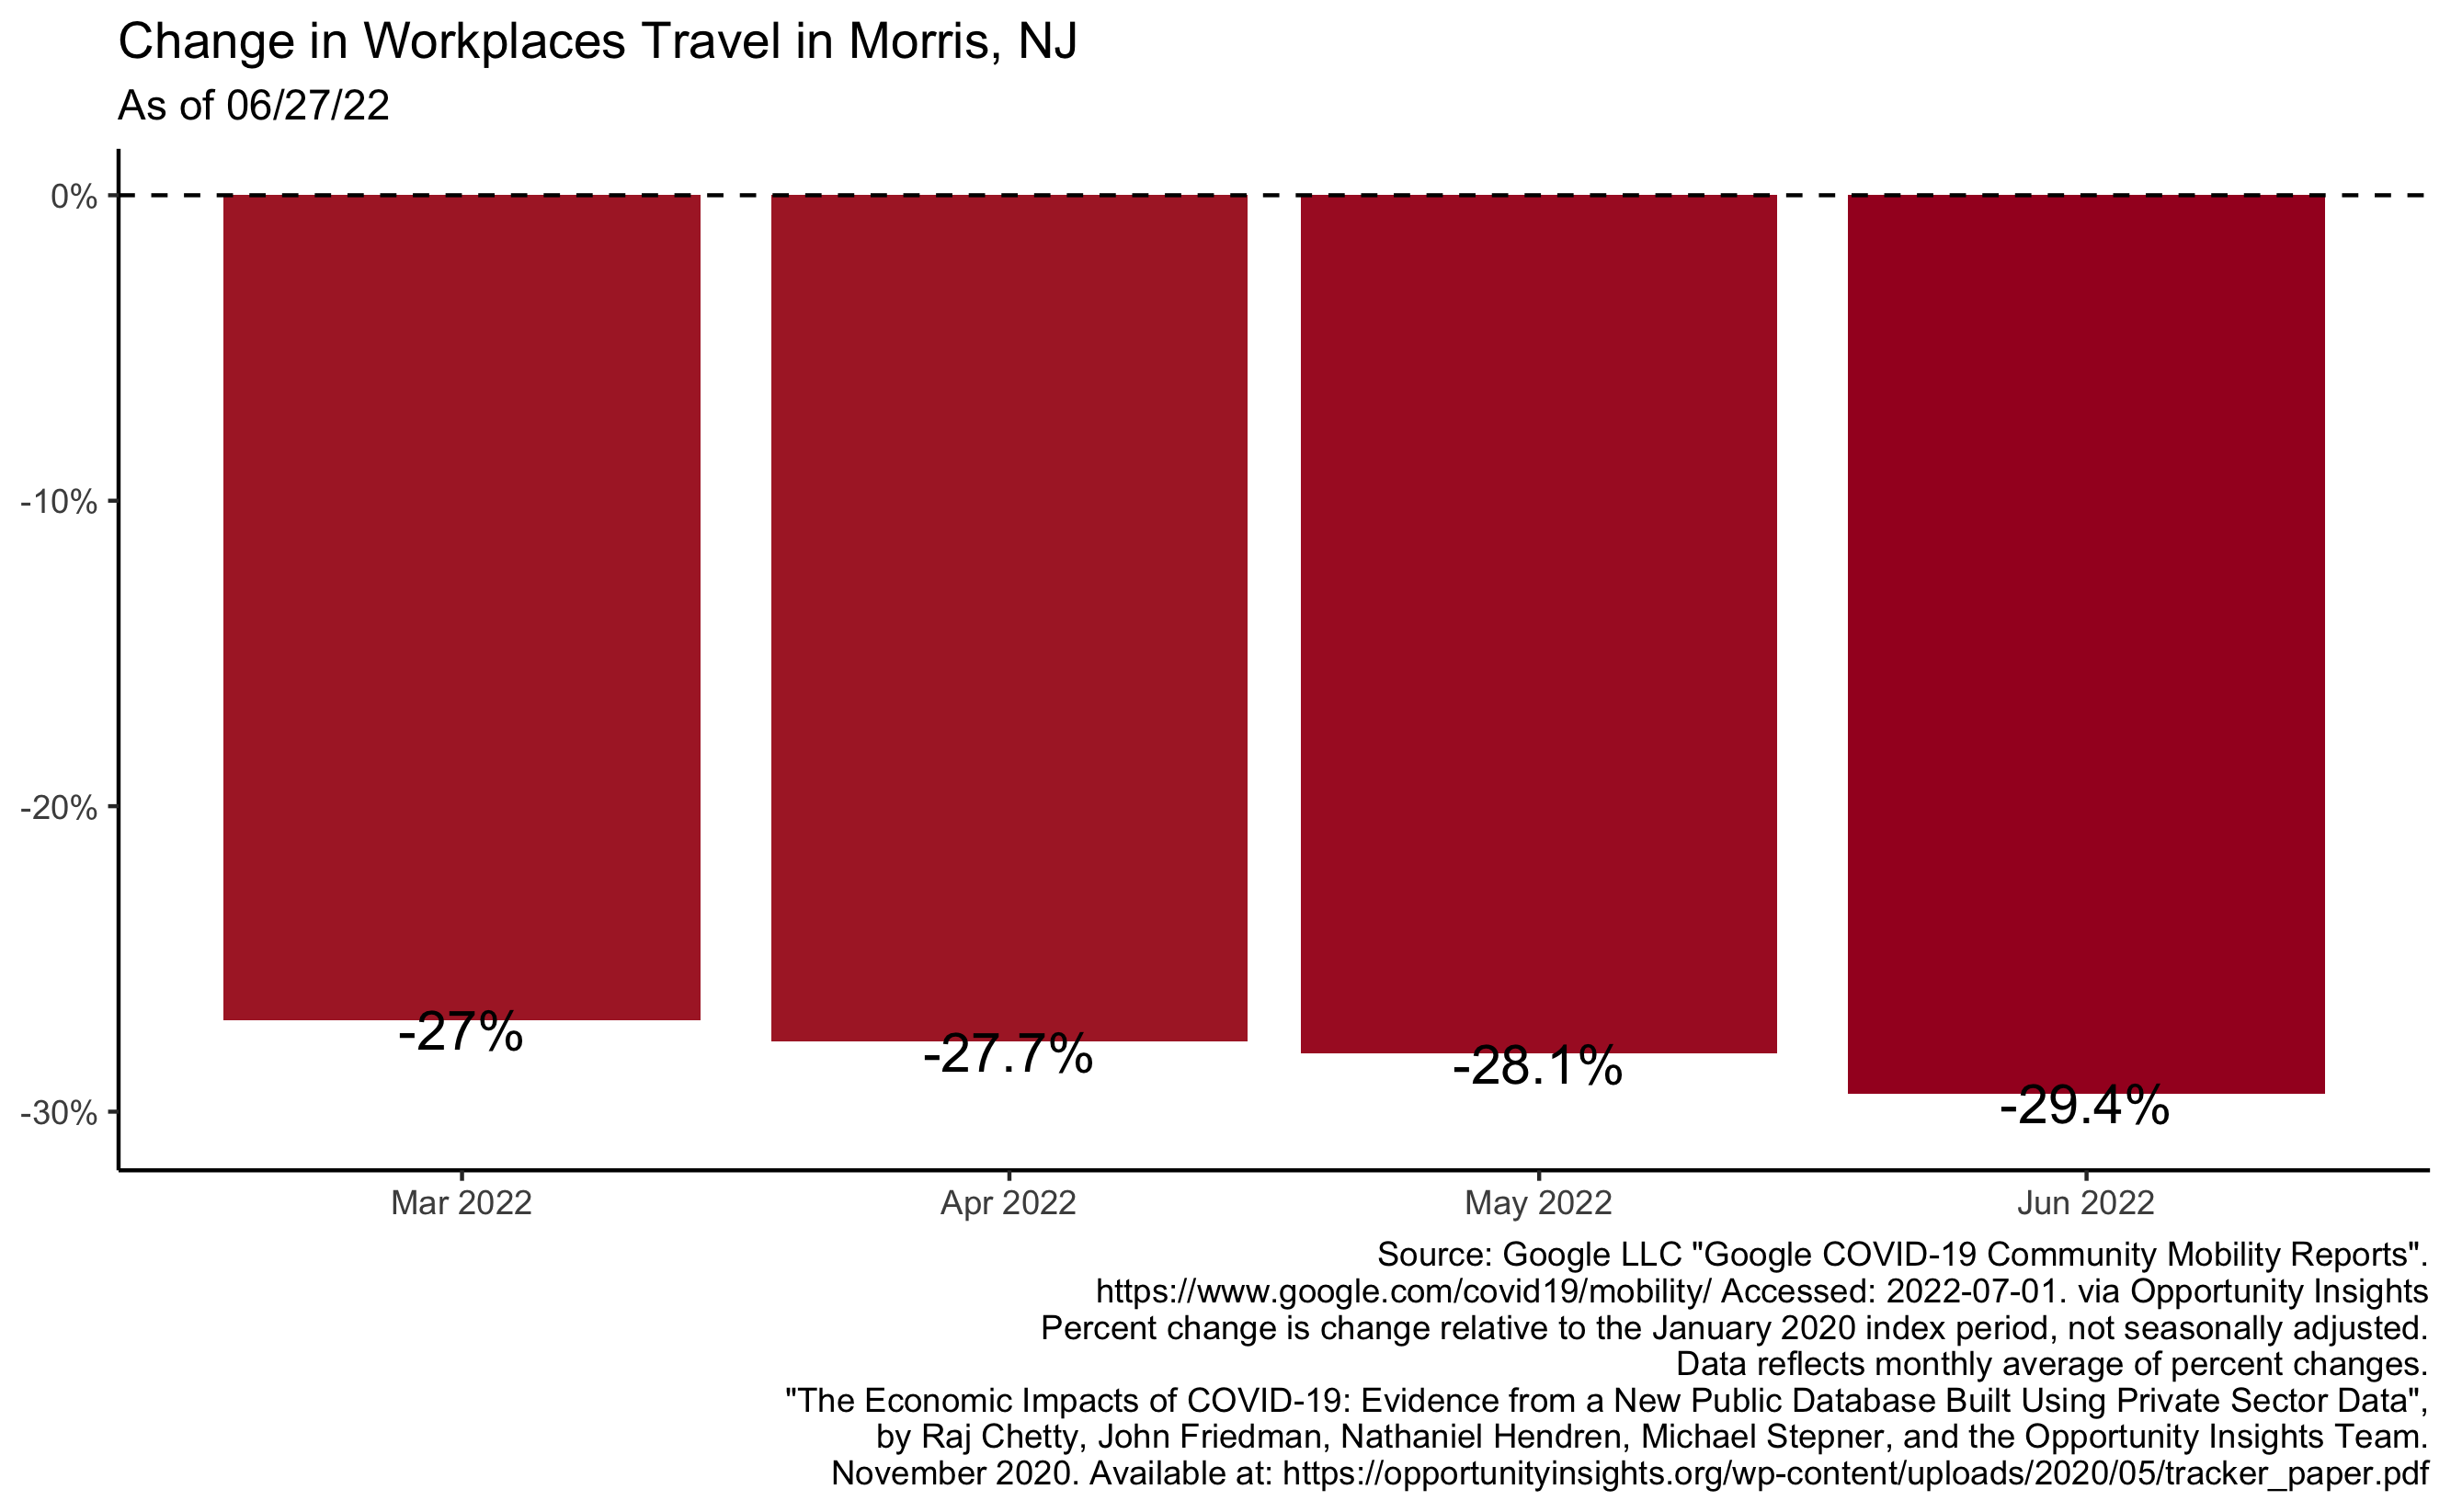 Change in Workplaces Travel in Morris, NJ
As of 06/27/22
0%
-10%
-20%
-30%
-27%
-27.7%
-28.1%
-29.4%
Mar 2022
Apr 2022
May 2022
Jun 2022
Source: Google LLC "Google COVID-19 Community Mobility Reports".
https://www.google.com/covid19/mobility/ Accessed: 2022-07-01. via Opportunity Insights
Percent change is change relative to the January 2020 index period, not seasonally adjusted.
Data reflects monthly average of percent changes.
"The Economic Impacts of COVID-19: Evidence from a New Public Database Built Using Private Sector Data",
by Raj Chetty, John Friedman, Nathaniel Hendren, Michael Stepner, and the Opportunity Insights Team.
November 2020. Available at: https://opportunityinsights.org/wp-content/uploads/2020/05/tracker_paper.pdf